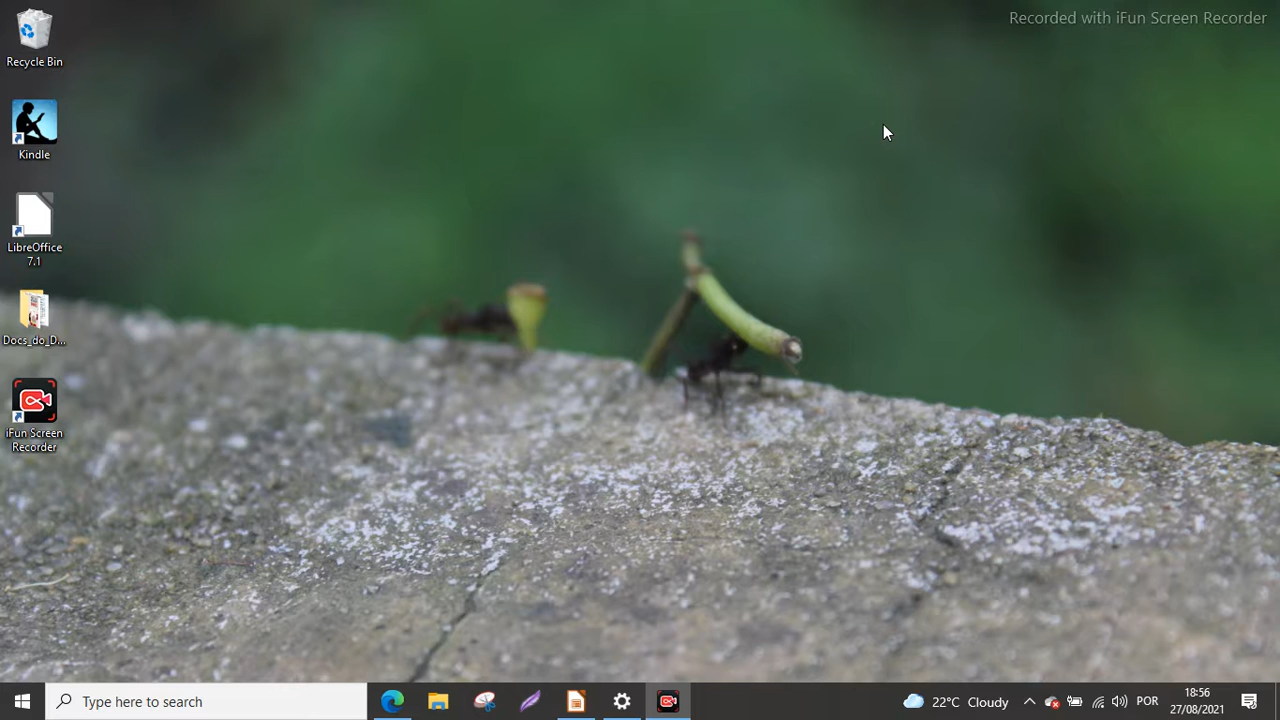 Recorded with iFun Screen Recorder
Recycle Bin
Kindle
LibreOffice
7.1
Docs_do_D...
iFun Screen
Recorder
Type here to search
22°C Cloudy
POR
18:56
27/08/2021